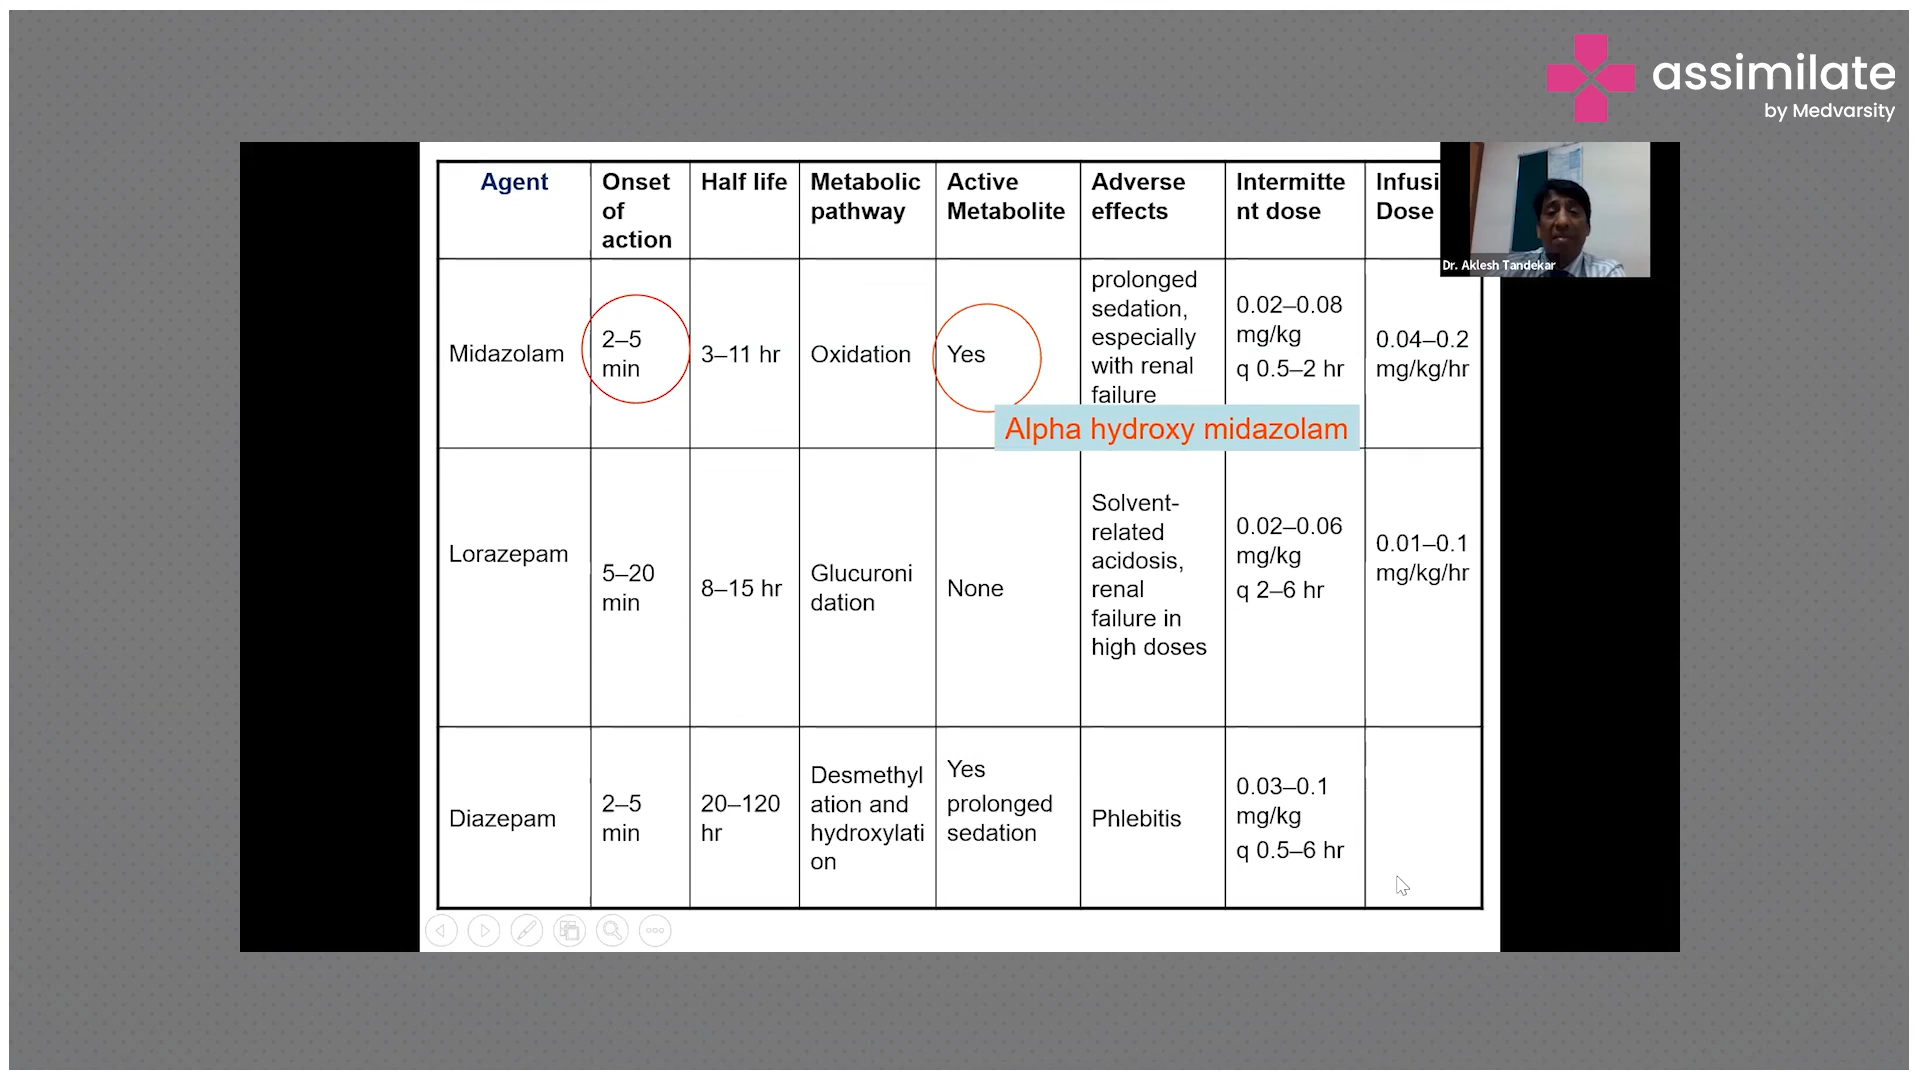 assimilate
by Medvarsity
Agent
Onset
of
action
Half life
Metabolic
pathway
Active
Metabolite
Adverse
effects
Intermitte
nt dose
Infusi
Dose
Dr. Aklesh Tandekar
Midazolam
2–5
min
3–11 hr
Oxidation
Yes
prolonged
sedation,
especially
with renal
failure
0.02–0.08
mg/kg
q 0.5–2 hr
0.04–0.2
mg/kg/hr
Alpha hydroxy midazolam
Lorazepam
5–20
min
8–15 hr
Glucuroni
dation
None
Solvent-
related
acidosis,
renal
failure in
high doses
0.02–0.06
mg/kg
q 2–6 hr
0.01–0.1
mg/kg/hr
Diazepam
2–5
min
20–120
hr
Desmethyl
ation and
hydroxylati
on
Yes
prolonged
sedation
Phlebitis
0.03–0.1
mg/kg
q 0.5–6 hr